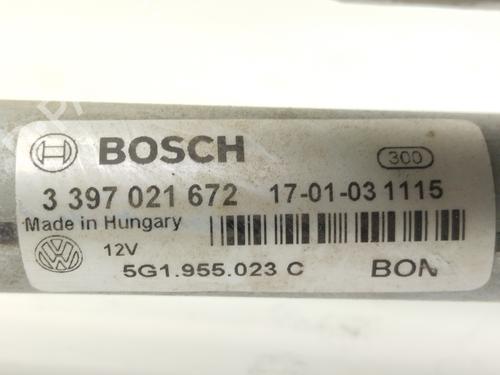 BOSCH
300
3 397 021 672 17-01-03 1115
Made in Hungary
12V
5G1.955.023 C BON